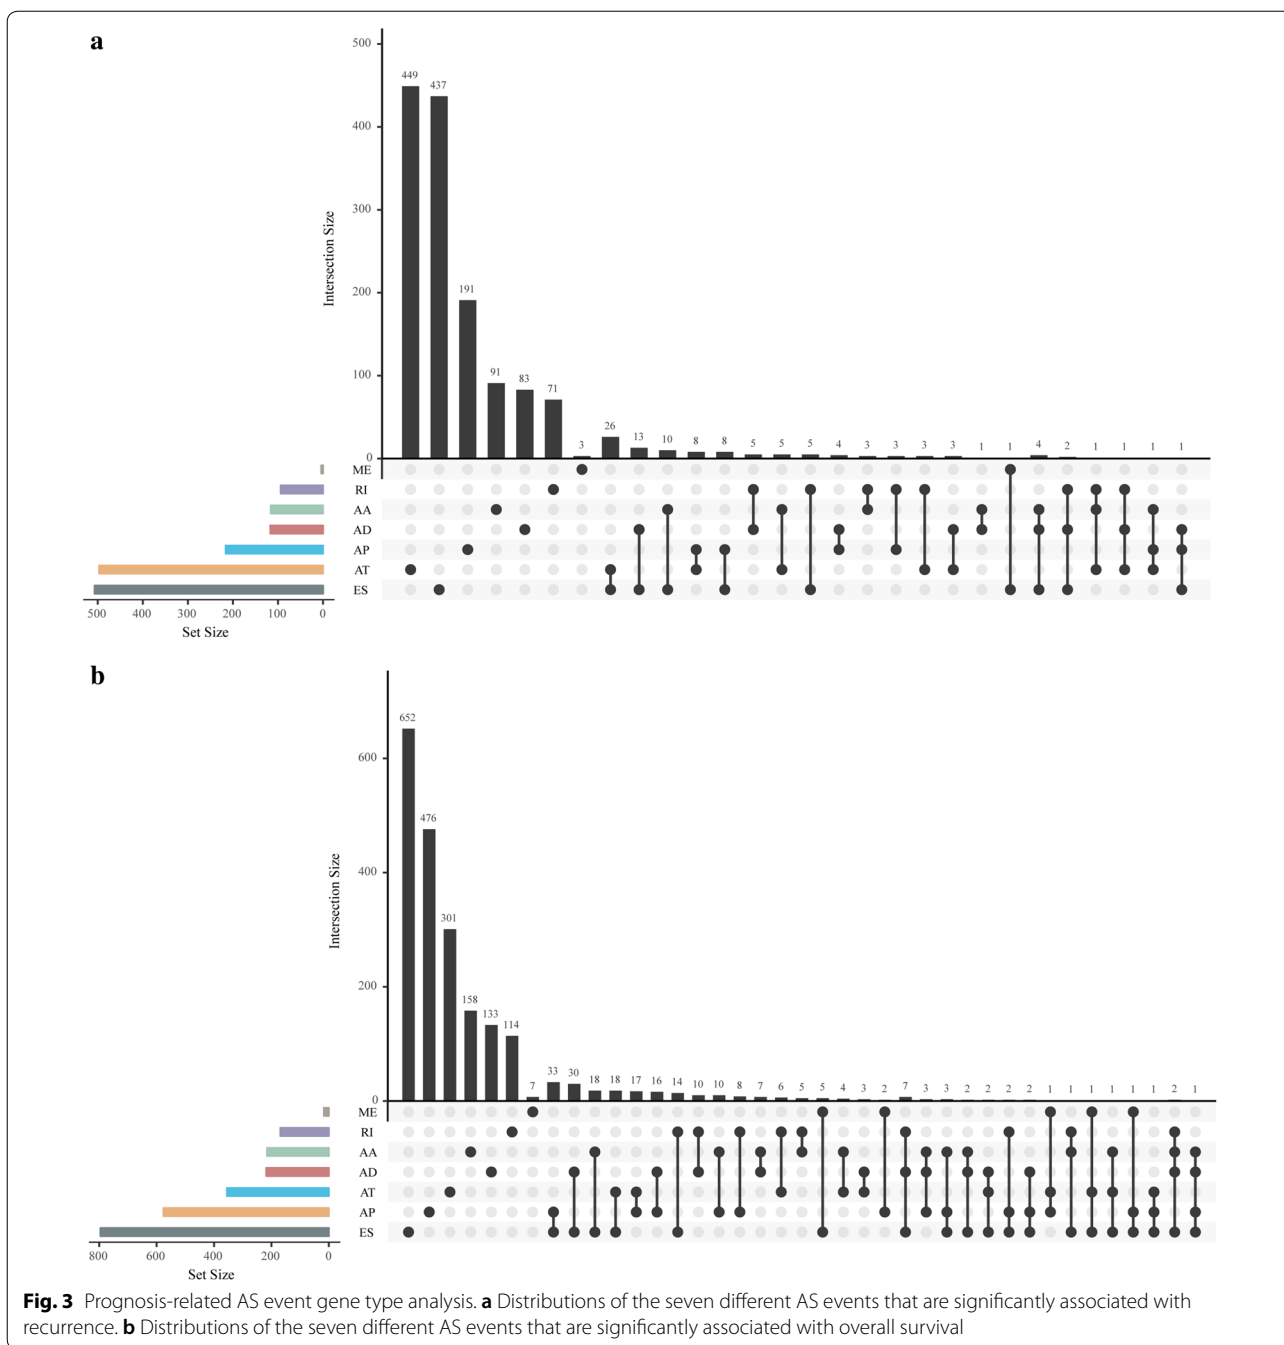 a
500
400
300
200
100
0
Intersection Size
449 437 191 91 83 71 3 26 13 10 8 8 5 5 5 4 3 3 3 3 1 1 4 2 1 1 1 1
ME
RI
AA
AD
AP
AT
ES
500 400 300 200 100 0
Set Size
b
600
400
200
0
Intersection Size
652 476 301 158 133 114 7 33 30 18 18 17 16 14 10 10 8 7 6 5 5 4 3 2 7 3 3 2 2 2 2 1 1 1 1 1 1 2 1
ME
RI
AA
AD
AT
AP
ES
800 600 400 200 0
Set Size
Fig. 3 Prognosis-related AS event gene type analysis. a Distributions of the seven different AS events that are significantly associated with
recurrence. b Distributions of the seven different AS events that are significantly associated with overall survival